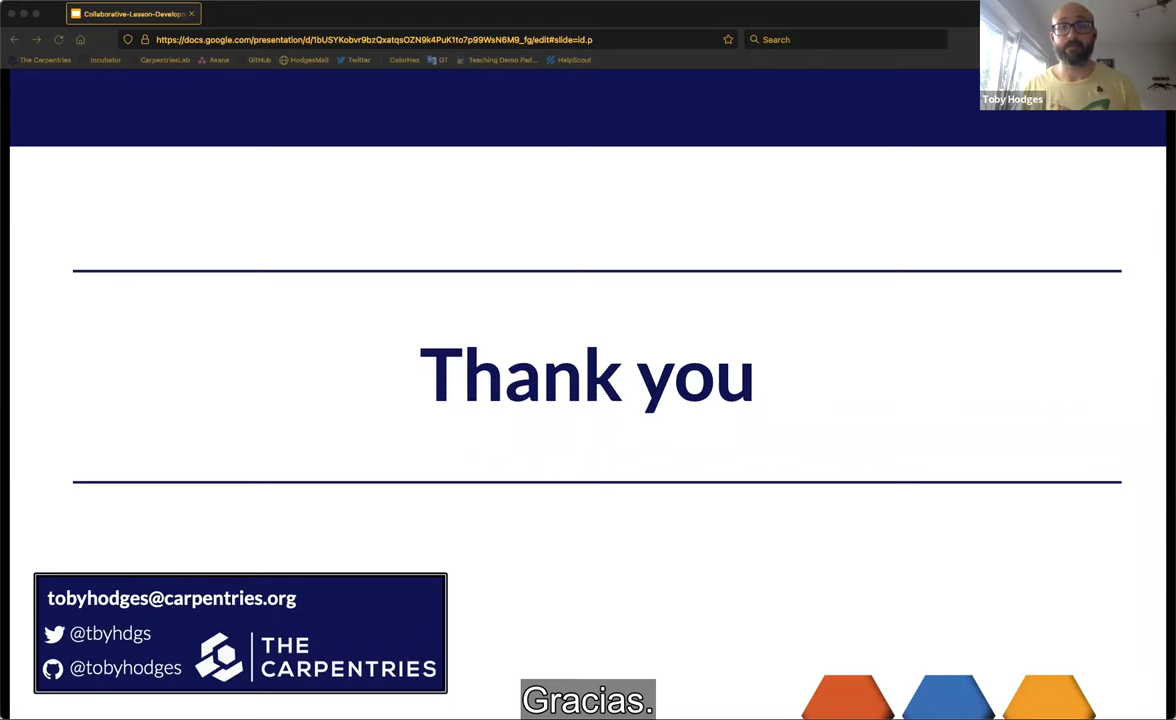 Collaborative-Lesson-Develop
https://docs.google.com/presentation/d/1bUSYKobvr9bzQxatqsOZN9k4PuK1to7p99WsN6M9_fg/edit#slide=id.p
Search
The Carpentries Incubator CarpentriesLab Asana GitHub HodgesMail Twitter ColorHex GT Teaching Demo Pad... HelpScout
Toby Hodges
Thank you
tobyhodges@carpentries.org
@tbyhdgs
@tobyhodges
THE
CARPENTRIES
Gracias.